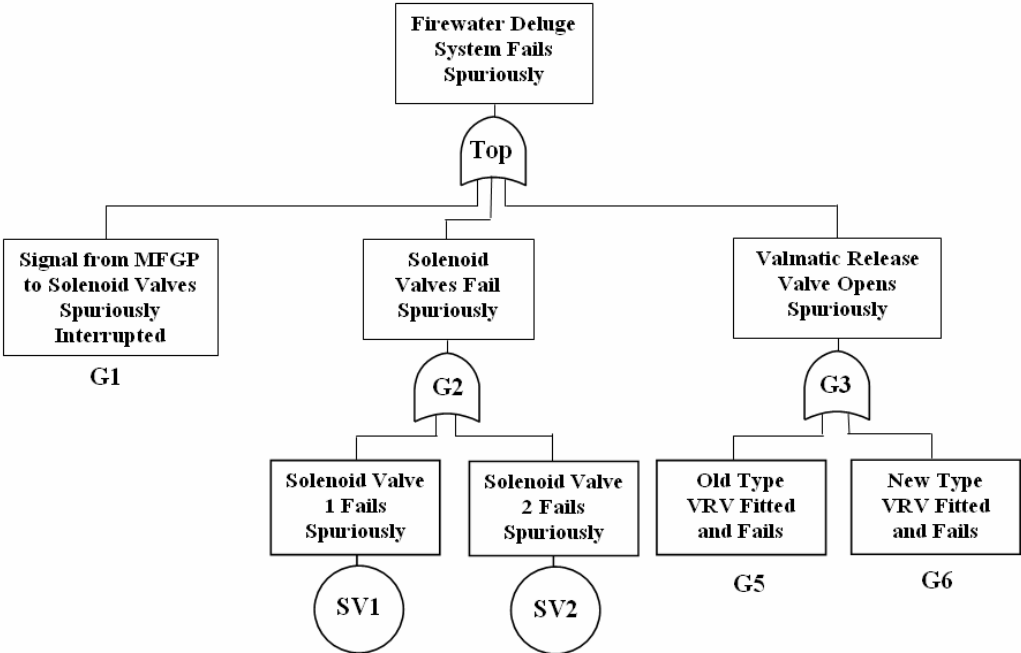 Firewater Deluge
System Fails
Spuriously
Top
Signal from MFGP
to Solenoid Valves
Spuriously
Interrupted
G1
Solenoid
Valves Fail
Spuriously
G2
Valmatic Release
Valve Opens
Spuriously
G3
Solenoid Valve
1 Fails
Spuriously
SV1
Solenoid Valve
2 Fails
Spuriously
SV2
Old Type
VRV Fitted
and Fails
G5
New Type
VRV Fitted
and Fails
G6